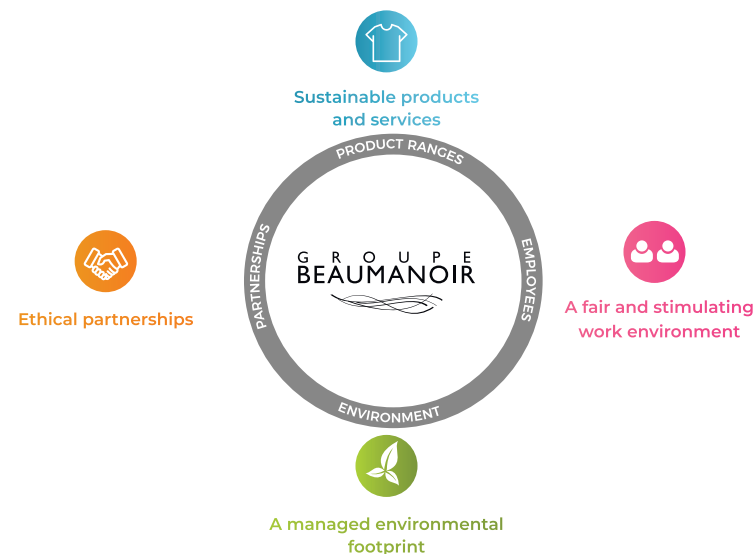 Sustainable products
and services
PRODUCT RANGES
PARTNERSHIPS
GROUPE
BEAUMANOIR
EMPLOYEES
Ethical partnerships
A fair and stimulating
work environment
ENVIRONMENT
A managed environmental
footprint